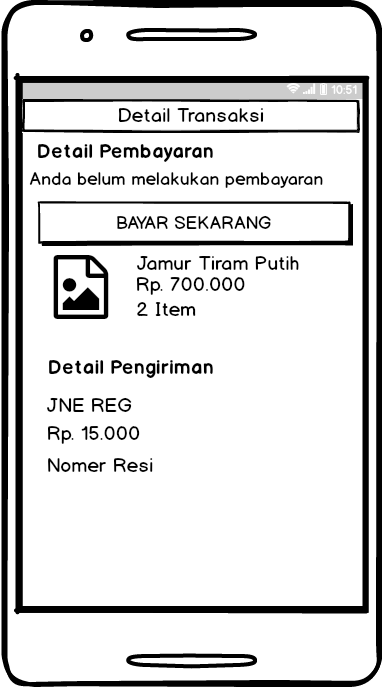 10:51
Detail Transaksi
Detail Pembayaran
Anda belum melakukan pembayaran
BAYAR SEKARANG
Jamur Tiram Putih
Rp. 700.000
2 Item
Detail Pengiriman
JNE REG
Rp. 15.000
Nomer Resi